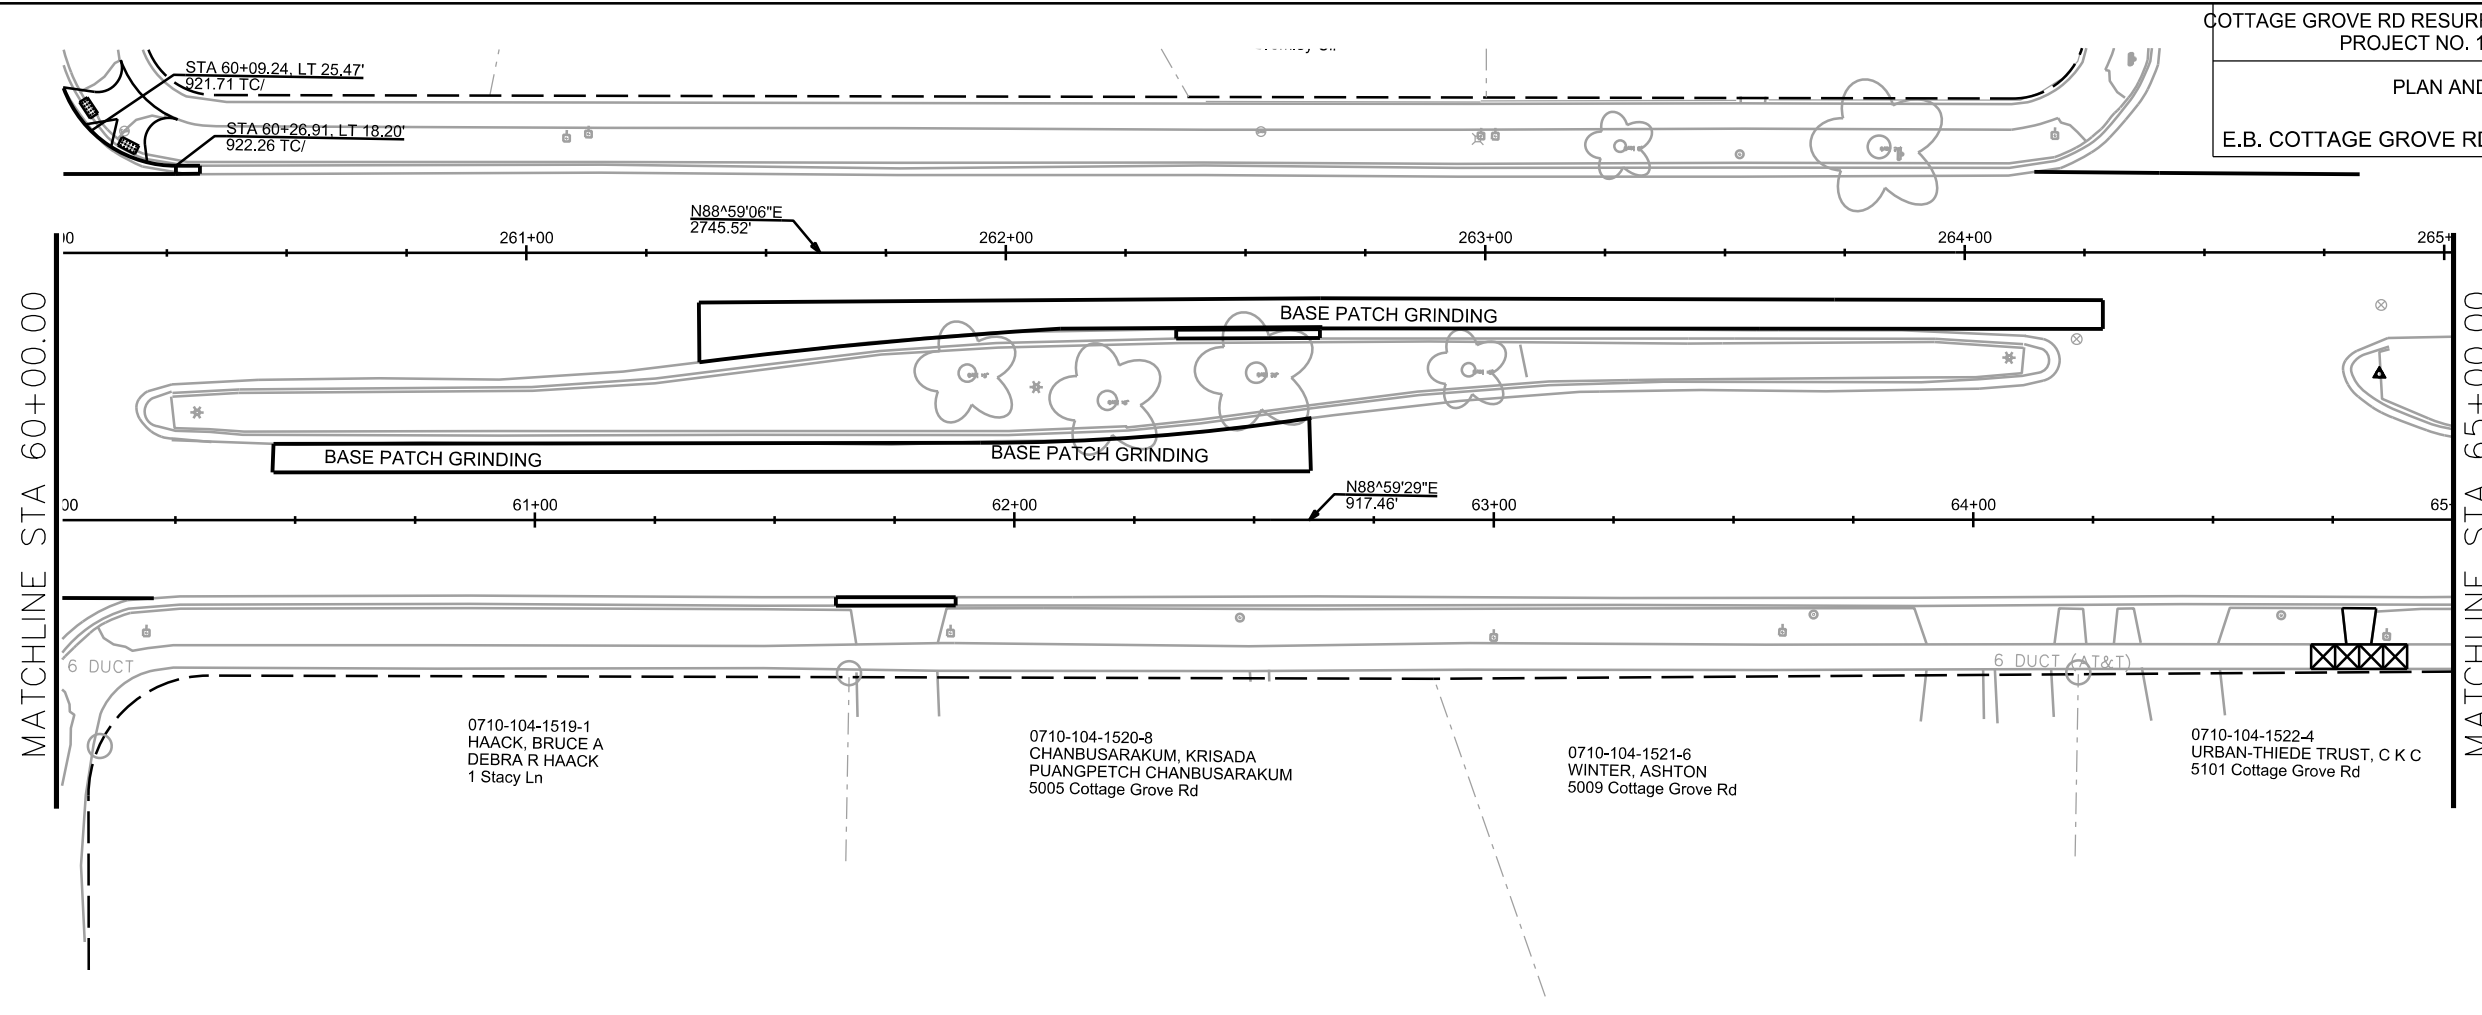 COTTAGE GROVE RD
PROJECT NO. 1
PLAN AND
E.B. COTTAGE GROVE RD
STA 60+09.24, LT 25.47'
921.71 TC/
STA 60+26.91, LT 18.20'
922.26 TC/
N88^59'06"E
2745.52'
261+00
262+00
263+00
264+00
265+
BASE PATCH GRINDING
BASE PATCH GRINDING
BASE PATCH GRINDING
N88^59'29"E
917.46'
61+00
62+00
63+00
64+00
65-
MATCHLINE STA 60+00.00
MATCHLINE STA 65+00.00
6 DUCT
6 DUCT (AT&T)
0710-104-1519-1
HAACK, BRUCE A
DEBRA R HAACK
1 Stacy Ln
0710-104-1520-8
CHANBUSARAKUM, KRISADA
PUANGPETCH CHANBUSARAKUM
5005 Cottage Grove Rd
0710-104-1521-6
WINTER, ASHTON
5009 Cottage Grove Rd
0710-104-1522-4
URBAN-THIEDE TRUST, C K C
5101 Cottage Grove Rd